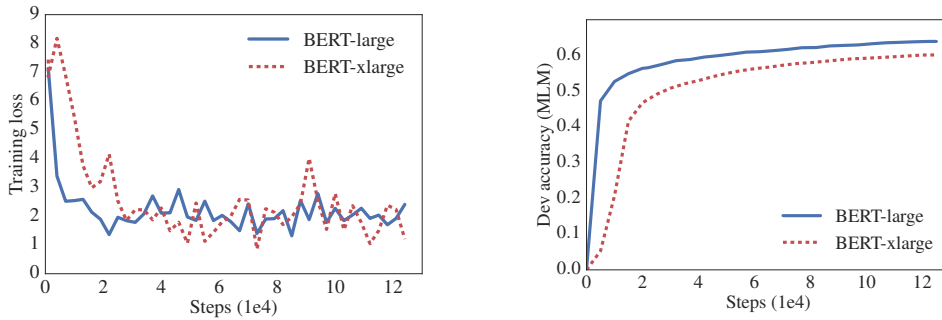 9
8
7
6
5
4
3
2
1
0
Training loss
BERT-large
BERT-xlarge
0 2 4 6 8 10 12
Steps (1e4)
0.6
0.5
0.4
0.3
0.2
0.1
0.0
Dev accuracy (MLM)
BERT-large
BERT-xlarge
0 2 4 6 8 10 12
Steps (1e4)